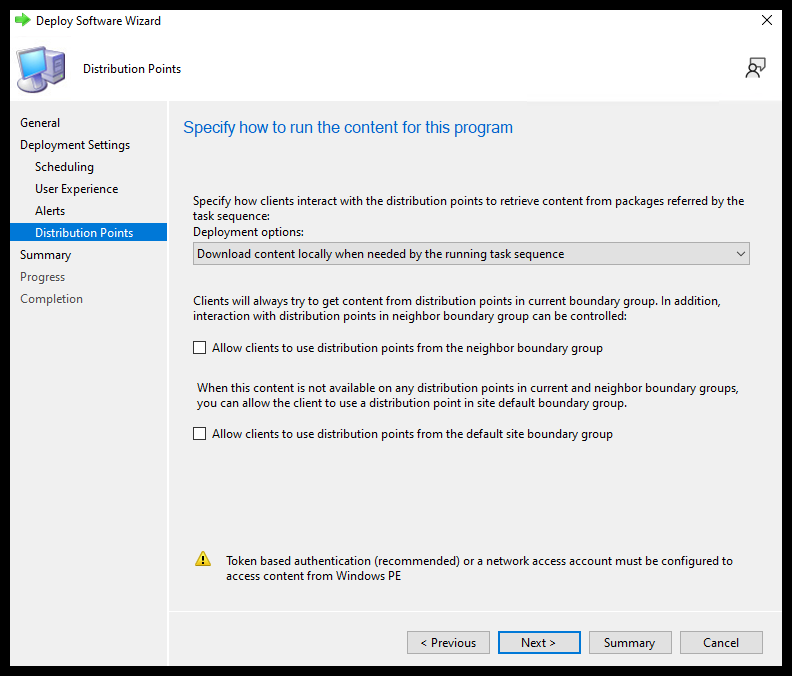 Deploy Software Wizard
Distribution Points
General
Deployment Settings
Scheduling
User Experience
Alerts
Distribution Points
Summary
Progress
Completion
Specify how to run the content for this program
Specify how clients interact with the distribution points to retrieve content from packages referred by the
task sequence:
Deployment options:
Download content locally when needed by the running task sequence
Clients will always try to get content from distribution points in current boundary group. In addition,
interaction with distribution points in neighbor boundary group can be controlled:
Allow clients to use distribution points from the neighbor boundary group
When this content is not available on any distribution points in current and neighbor boundary groups,
you can allow the client to use a distribution point in site default boundary group.
Allow clients to use distribution points from the default site boundary group
Token based authentication (recommended) or a network access account must be configured to
access content from Windows PE
< Previous
Next >
Summary
Cancel